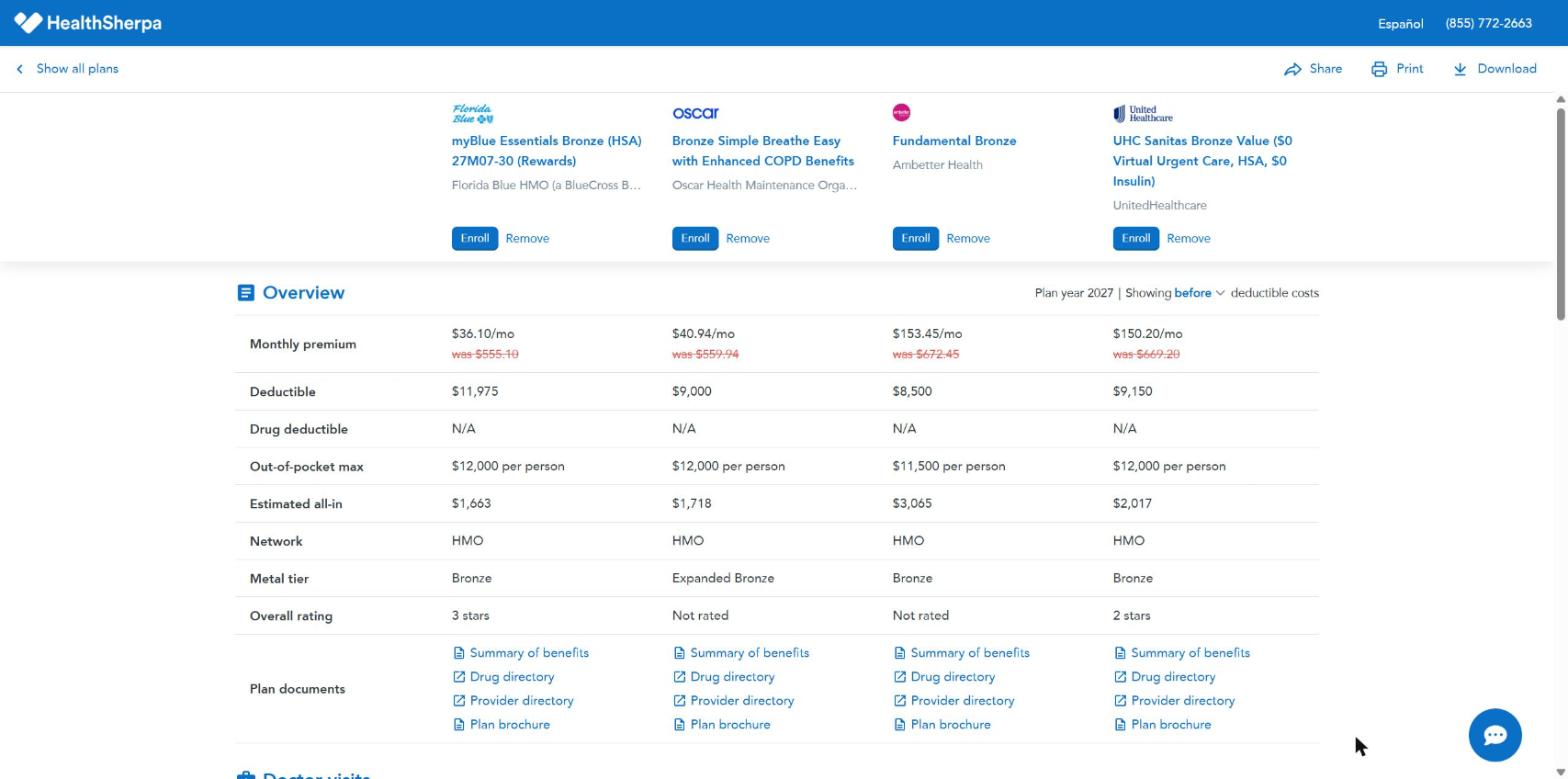 HealthSherpa
Español (855) 772-2663
Show all plans
Share Print Download
Florida Blue
myBlue Essentials Bronze (HSA)
27M07-30 (Rewards)
Florida Blue HMO (a BlueCross B...
Enroll Remove
oscar
Bronze Simple Breathe Easy
with Enhanced COPD Benefits
Oscar Health Maintenance Orga...
Enroll Remove
Fundamental Bronze
Ambetter Health
Enroll Remove
United Healthcare
UHC Sanitas Bronze Value ($0
Virtual Urgent Care, HSA, $0
Insulin)
UnitedHealthcare
Enroll Remove
Overview
Plan year 2027 | Showing before deductible costs
Monthly premium
$36.10/mo $40.94/mo $153.45/mo $150.20/mo
was $555.10 was $559.94 was $672.45 was $669.20
Deductible $11,975 $9,000 $8,500 $9,150
Drug deductible N/A N/A N/A N/A
Out-of-pocket max $12,000 per person $12,000 per person $11,500 per person $12,000 per person
Estimated all-in $1,663 $1,718 $3,065 $2,017
Network HMO HMO HMO HMO
Metal tier Bronze Expanded Bronze Bronze Bronze
Overall rating 3 stars Not rated Not rated 2 stars
Plan documents
Summary of benefits Summary of benefits Summary of benefits Summary of benefits
Drug directory Drug directory Drug directory Drug directory
Provider directory Provider directory Provider directory Provider directory
Plan brochure Plan brochure Plan brochure Plan brochure
Doctor visits